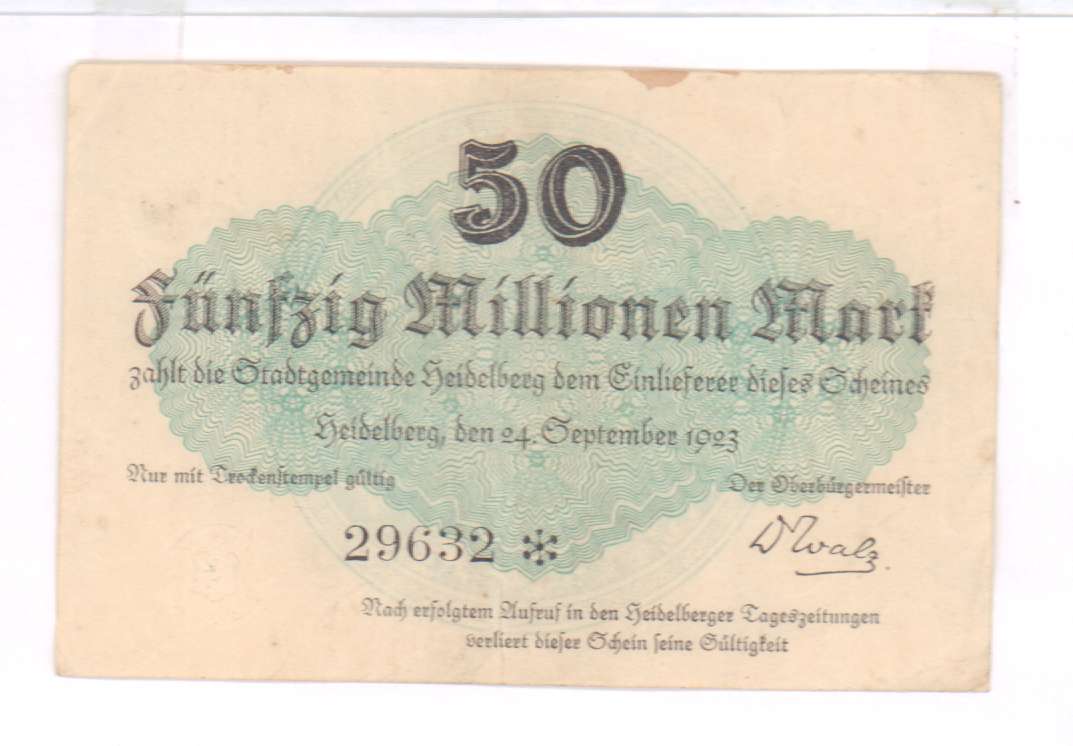 50
Fünfzig Millionen Mark
zahlt die Stadtgemeinde Heidelberg dem Einlieferer dieses Scheines
Heidelberg, den 24. September 1923
Nur mit Trockenstempel gültig
Der Oberbürgermeister
29632 *
D Walz.
Nach erfolgtem Aufruf in den Heidelberger Tageszeitungen
verliert dieser Schein seine Gültigkeit